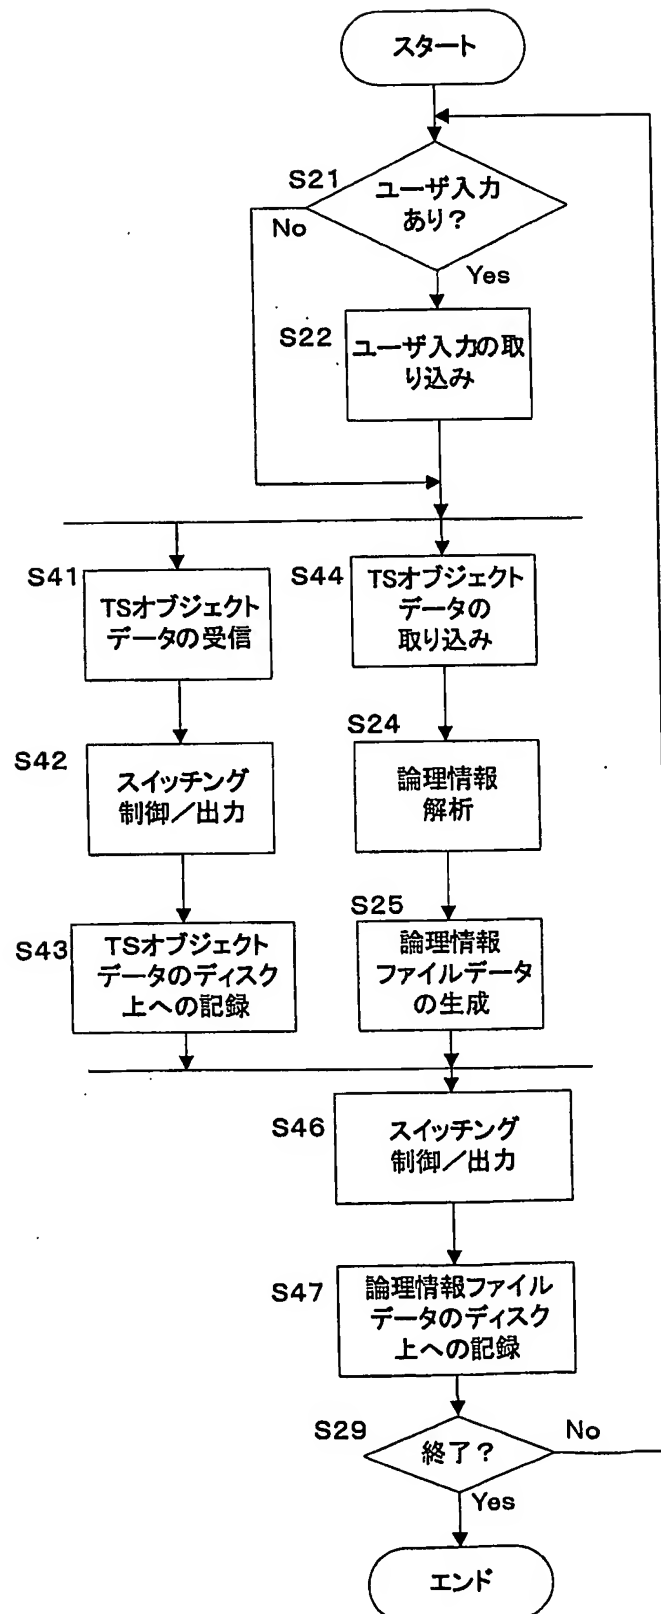 スタート
S21
ユーザ入力
あり？
No
Yes
S22
ユーザ入力の取
り込み
S41
TSオブジェクト
データの受信
S44
TSオブジェクト
データの
取り込み
S42
スイッチング
制御／出力
S24
論理情報
解析
S43
TSオブジェクト
データのディスク
上への記録
S25
論理情報
ファイルデータ
の生成
S46
スイッチング
制御／出力
S47
論理情報ファイル
データのディスク
上への記録
S29
終了？
No
Yes
エンド